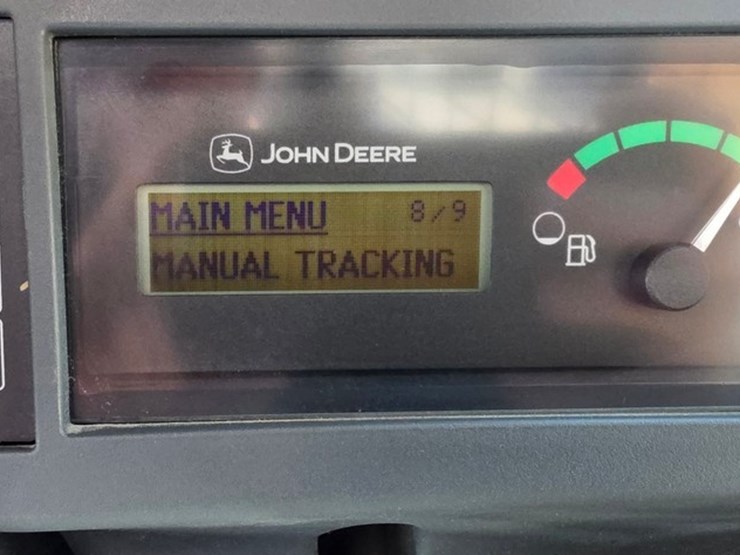 JOHN DEERE
MAIN MENU 8/9
MANUAL TRACKING